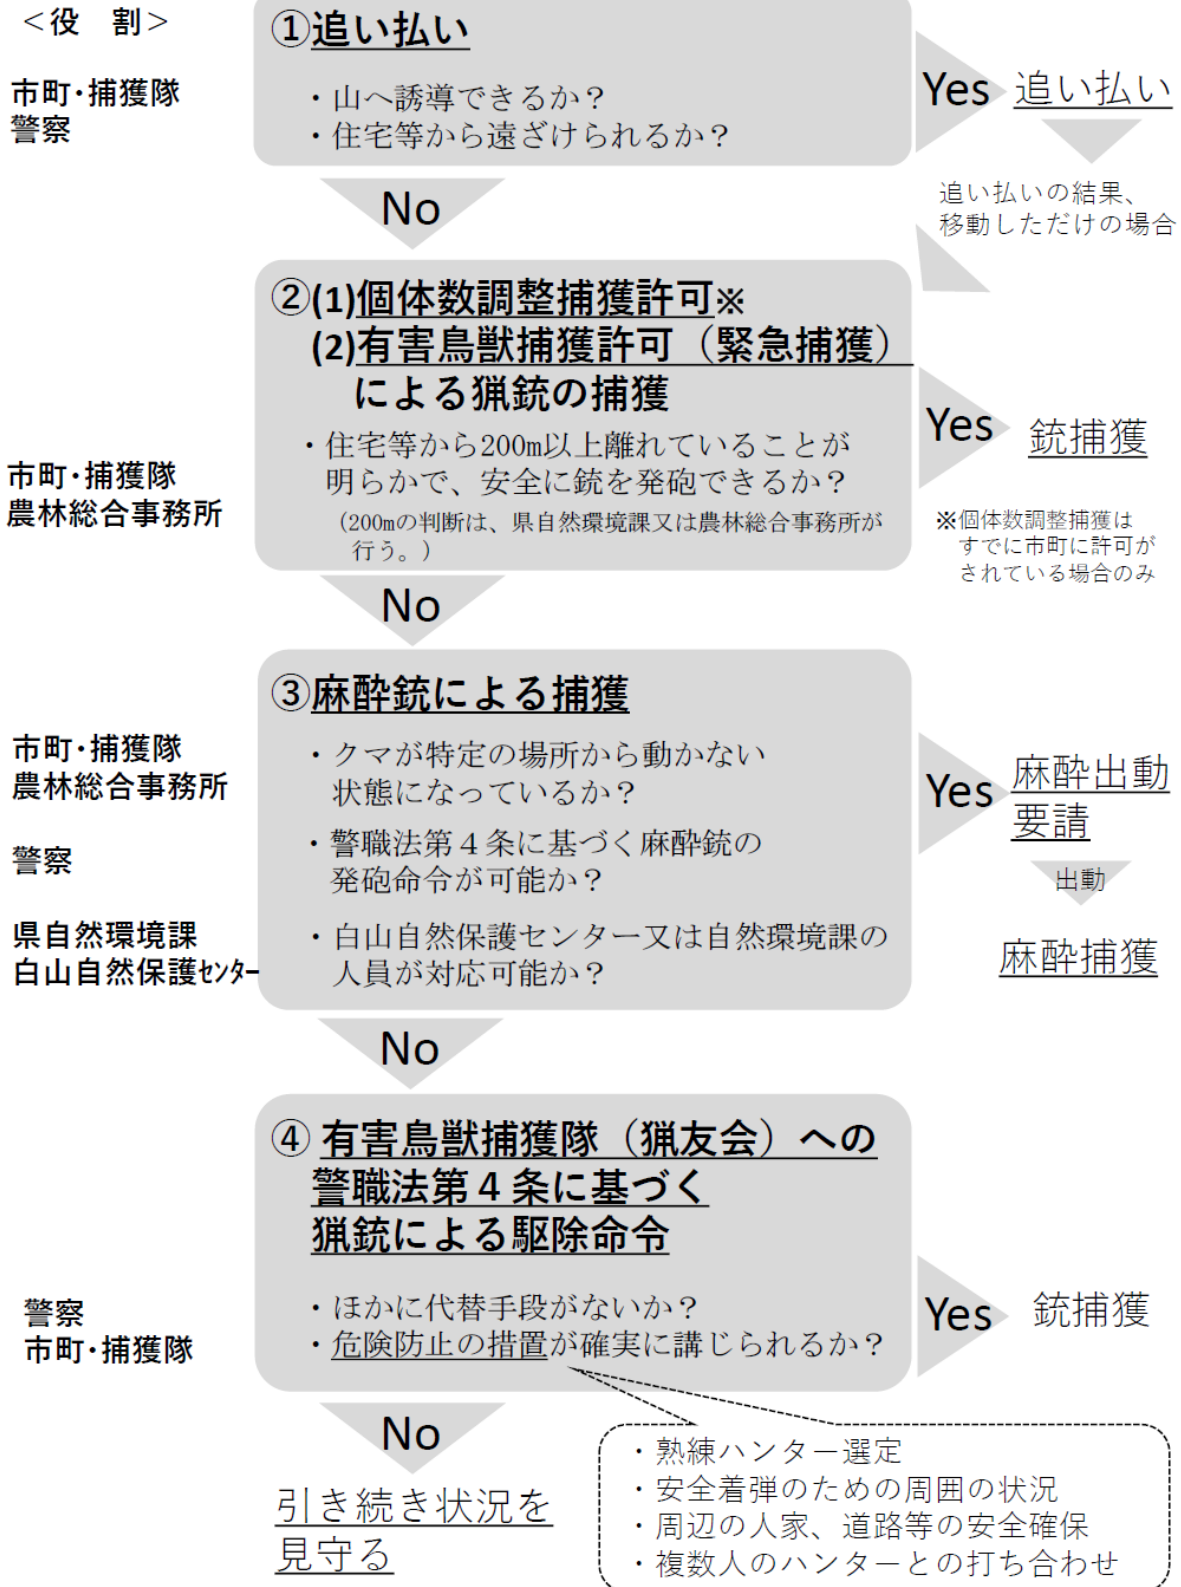 ＜役　割＞
市町・捕獲隊
警察
①追い払い
・山へ誘導できるか？
・住宅等から遠ざけられるか？
Yes
追い払い
追い払いの結果、
移動しただけの場合
No
②(1)個体数調整捕獲許可※
(2)有害鳥獣捕獲許可（緊急捕獲）
による猟銃の捕獲
・住宅等から200m以上離れていることが
明らかで、安全に銃を発砲できるか？
（200mの判断は、県自然環境課又は農林総合事務所が
行う。）
市町・捕獲隊
農林総合事務所
Yes
銃捕獲
※個体数調整捕獲は
すでに市町に許可が
されている場合のみ
No
③麻酔銃による捕獲
・クマが特定の場所から動かない
状態になっているか？
・警職法第４条に基づく麻酔銃の
発砲命令が可能か？
・白山自然保護センター又は自然環境課の
人員が対応可能か？
市町・捕獲隊
農林総合事務所
警察
県自然環境課
白山自然保護ｾﾝﾀｰ
Yes
麻酔出動
要請
出動
麻酔捕獲
No
④有害鳥獣捕獲隊（猟友会）への
警職法第４条に基づく
猟銃による駆除命令
・ほかに代替手段がないか？
・危険防止の措置が確実に講じられるか？
警察
市町・捕獲隊
Yes
銃捕獲
No
引き続き状況を
見守る
・熟練ハンター選定
・安全着弾のための周囲の状況
・周辺の人家、道路等の安全確保
・複数人のハンターとの打ち合わせ